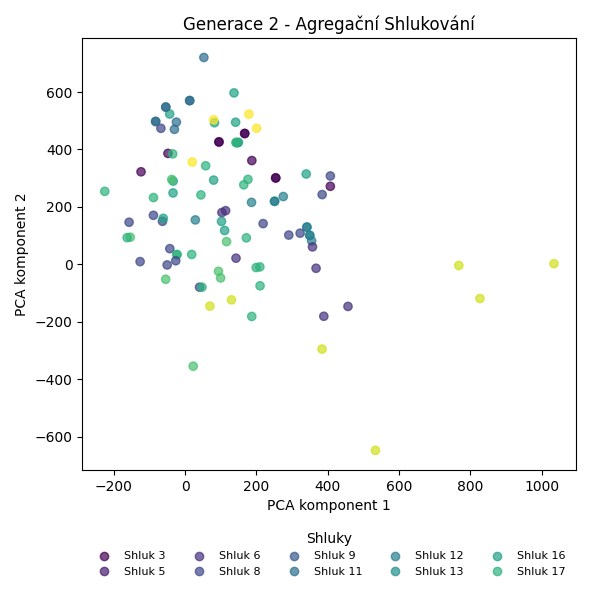 Generace 2 - Agregační Shlukování
PCA komponent 2
600
400
200
0
−200
−400
−600
−200 0 200 400 600 800 1000
PCA komponent 1
Shluky
Shluk 3 Shluk 6 Shluk 9 Shluk 12 Shluk 16
Shluk 5 Shluk 8 Shluk 11 Shluk 13 Shluk 17